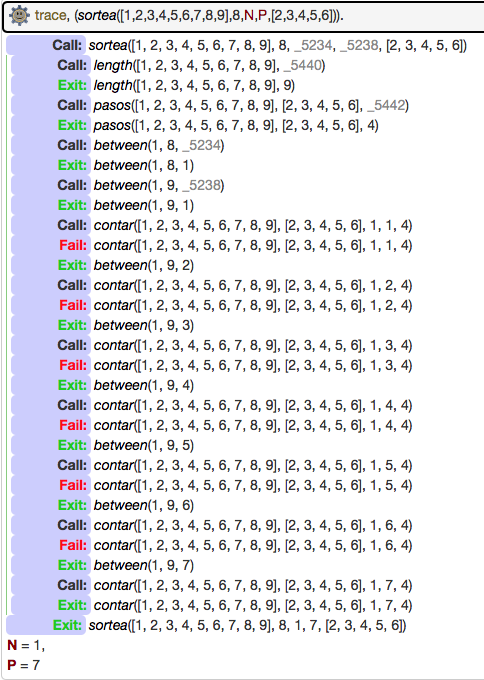 trace, (sortea([1,2,3,4,5,6,7,8,9],8,N,P,[2,3,4,5,6])).
Call: sortea([1, 2, 3, 4, 5, 6, 7, 8, 9], 8, _5234, _5238, [2, 3, 4, 5, 6])
Call: length([1, 2, 3, 4, 5, 6, 7, 8, 9], _5440)
Exit: length([1, 2, 3, 4, 5, 6, 7, 8, 9], 9)
Call: pasos([1, 2, 3, 4, 5, 6, 7, 8, 9], [2, 3, 4, 5, 6], _5442)
Exit: pasos([1, 2, 3, 4, 5, 6, 7, 8, 9], [2, 3, 4, 5, 6], 4)
Call: between(1, 8, _5234)
Exit: between(1, 8, 1)
Call: between(1, 9, _5238)
Exit: between(1, 9, 1)
Call: contar([1, 2, 3, 4, 5, 6, 7, 8, 9], [2, 3, 4, 5, 6], 1, 1, 4)
Fail: contar([1, 2, 3, 4, 5, 6, 7, 8, 9], [2, 3, 4, 5, 6], 1, 1, 4)
Exit: between(1, 9, 2)
Call: contar([1, 2, 3, 4, 5, 6, 7, 8, 9], [2, 3, 4, 5, 6], 1, 2, 4)
Fail: contar([1, 2, 3, 4, 5, 6, 7, 8, 9], [2, 3, 4, 5, 6], 1, 2, 4)
Exit: between(1, 9, 3)
Call: contar([1, 2, 3, 4, 5, 6, 7, 8, 9], [2, 3, 4, 5, 6], 1, 3, 4)
Fail: contar([1, 2, 3, 4, 5, 6, 7, 8, 9], [2, 3, 4, 5, 6], 1, 3, 4)
Exit: between(1, 9, 4)
Call: contar([1, 2, 3, 4, 5, 6, 7, 8, 9], [2, 3, 4, 5, 6], 1, 4, 4)
Fail: contar([1, 2, 3, 4, 5, 6, 7, 8, 9], [2, 3, 4, 5, 6], 1, 4, 4)
Exit: between(1, 9, 5)
Call: contar([1, 2, 3, 4, 5, 6, 7, 8, 9], [2, 3, 4, 5, 6], 1, 5, 4)
Fail: contar([1, 2, 3, 4, 5, 6, 7, 8, 9], [2, 3, 4, 5, 6], 1, 5, 4)
Exit: between(1, 9, 6)
Call: contar([1, 2, 3, 4, 5, 6, 7, 8, 9], [2, 3, 4, 5, 6], 1, 6, 4)
Fail: contar([1, 2, 3, 4, 5, 6, 7, 8, 9], [2, 3, 4, 5, 6], 1, 6, 4)
Exit: between(1, 9, 7)
Call: contar([1, 2, 3, 4, 5, 6, 7, 8, 9], [2, 3, 4, 5, 6], 1, 7, 4)
Exit: contar([1, 2, 3, 4, 5, 6, 7, 8, 9], [2, 3, 4, 5, 6], 1, 7, 4)
Exit: sortea([1, 2, 3, 4, 5, 6, 7, 8, 9], 8, 1, 7, [2, 3, 4, 5, 6])
N = 1,
P = 7